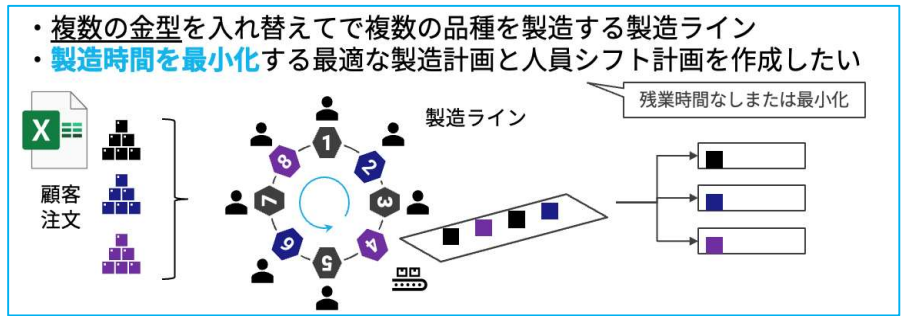 ・複数の金型を入れ替えてで複数の品種を製造する製造ライン
・製造時間を最小化する最適な製造計画と人員シフト計画を作成したい
残業時間なしまたは最小化
製造ライン
X
顧客
注文
1
2
3
4
5
6
7
8